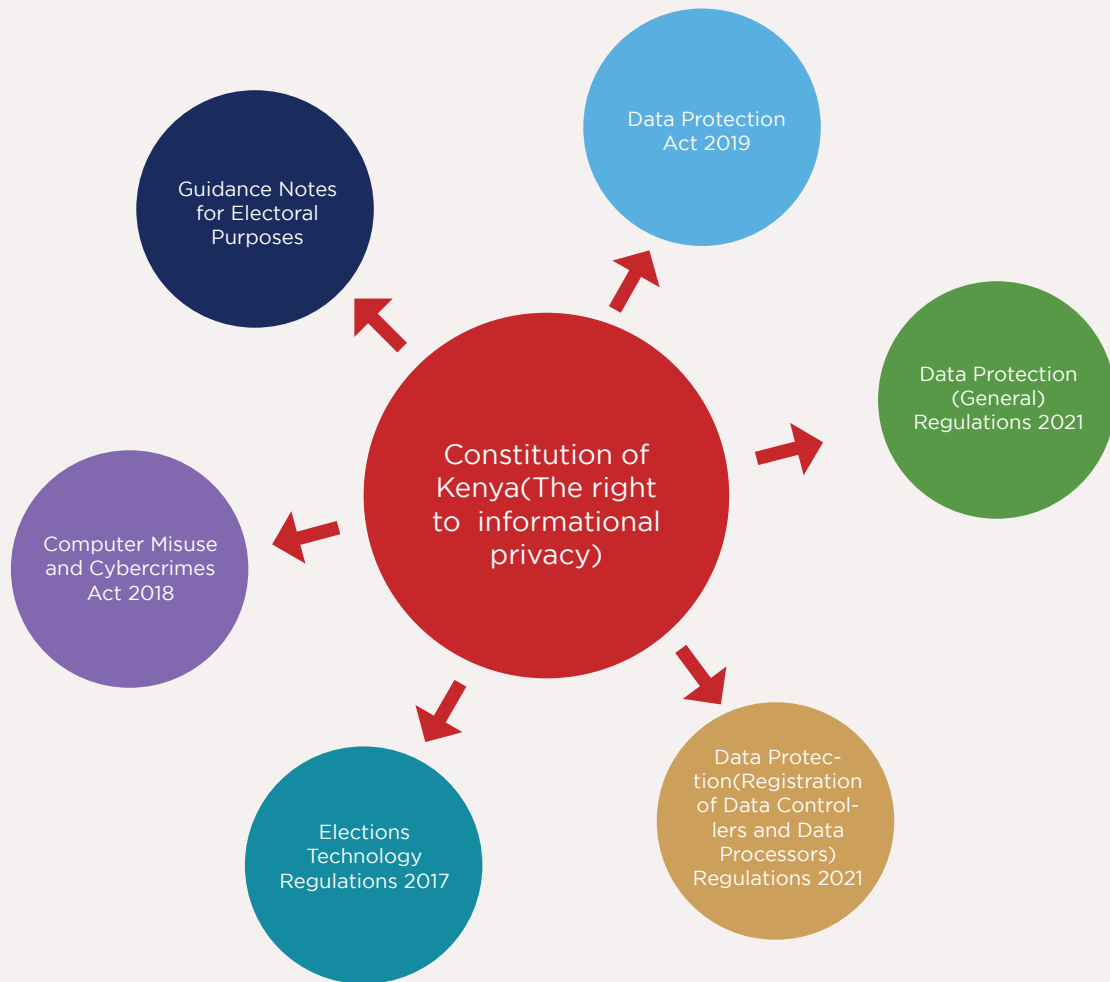 Data Protection
Act 2019
Guidance Notes
for Electoral
Purposes
Data Protection
(General)
Regulations 2021
Constitution of
Kenya(The right
to  informational
privacy)
Computer Misuse
and Cybercrimes
Act 2018
Data Protec-
tion(Registration
of Data Control-
lers and Data
Processors)
Regulations 2021
Elections
Technology
Regulations 2017